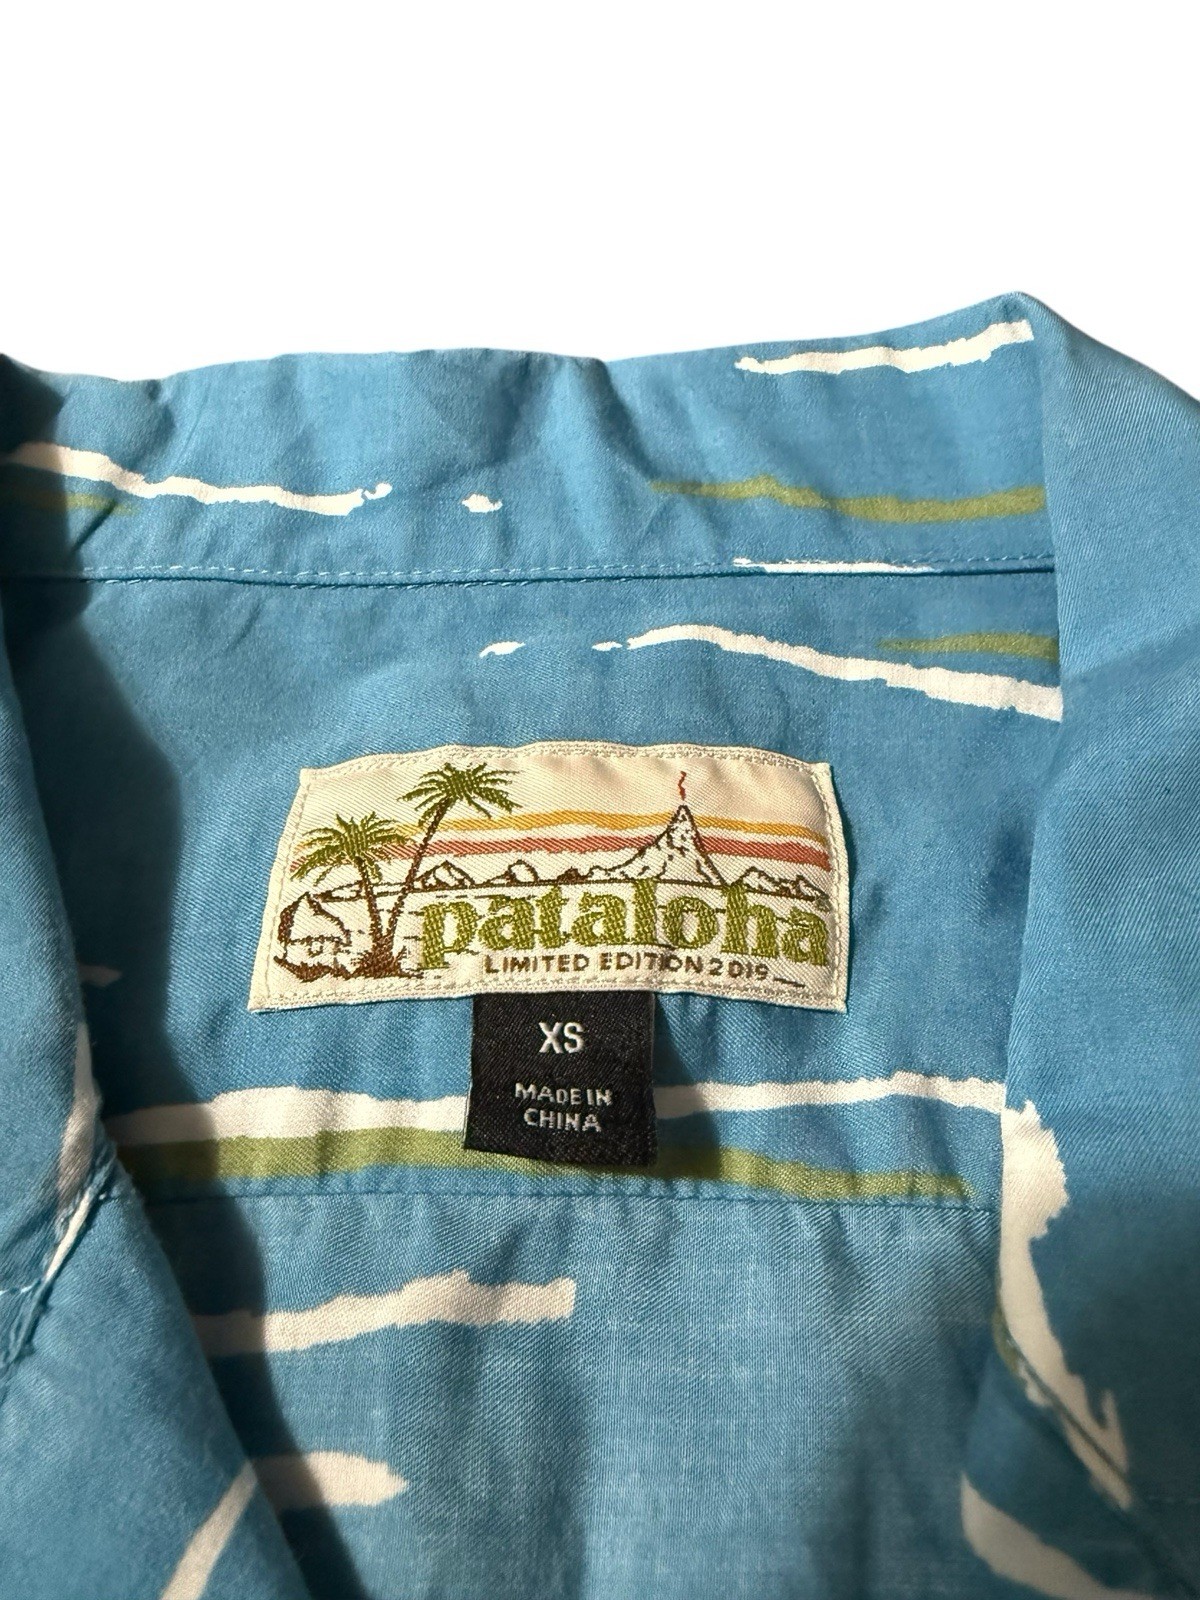 pataloha
LIMITED EDITION 2019
XS
MADE IN
CHINA